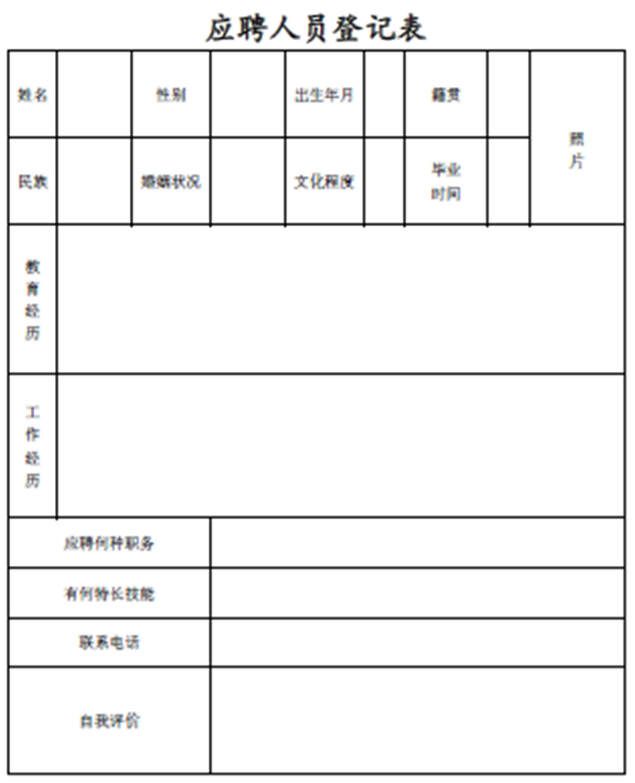 应聘人员登记表
姓名 性别 出生年月 籍贯
照
片
民族 婚姻状况 文化程度 毕业
时间
教
育
经
历
工
作
经
历
应聘何种职务
有何特长技能
联系电话
自我评价